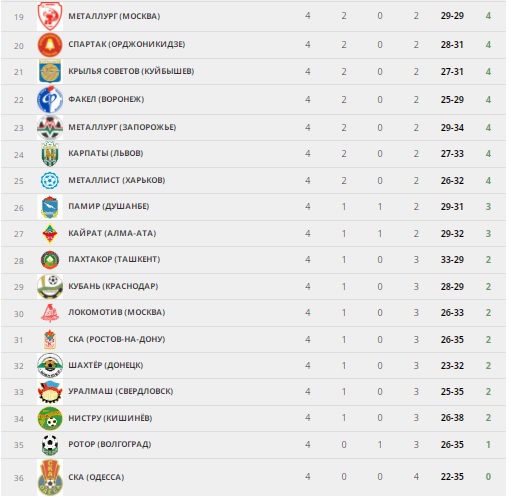 19 МЕТАЛЛУРГ (МОСКВА) 4 2 0 2 29-29 4
20 СПАРТАК (ОРДЖОНИКИДЗЕ) 4 2 0 2 28-31 4
21 КРЫЛЬЯ СОВЕТОВ (КУЙБЫШЕВ) 4 2 0 2 27-31 4
22 ФАКЕЛ (ВОРОНЕЖ) 4 2 0 2 25-29 4
23 МЕТАЛЛУРГ (ЗАПОРОЖЬЕ) 4 2 0 2 29-34 4
24 КАРПАТЫ (ЛЬВОВ) 4 2 0 2 27-33 4
25 МЕТАЛЛИСТ (ХАРЬКОВ) 4 2 0 2 26-32 4
26 ПАМИР (ДУШАНБЕ) 4 1 1 2 29-31 3
27 КАЙРАТ (АЛМА-АТА) 4 1 1 2 29-32 3
28 ПАХТАКОР (ТАШКЕНТ) 4 1 0 3 33-29 2
29 КУБАНЬ (КРАСНОДАР) 4 1 0 3 28-29 2
30 ЛОКОМОТИВ (МОСКВА) 4 1 0 3 26-33 2
31 СКА (РОСТОВ-НА-ДОНУ) 4 1 0 3 26-35 2
32 ШАХТЁР (ДОНЕЦК) 4 1 0 3 23-32 2
33 УРАЛМАШ (СВЕРДЛОВСК) 4 1 0 3 25-35 2
34 НИСТРУ (КИШИНЁВ) 4 1 0 3 26-38 2
35 РОТОР (ВОЛГОГРАД) 4 0 1 3 26-35 1
36 СКА (ОДЕССА) 4 0 0 4 22-35 0